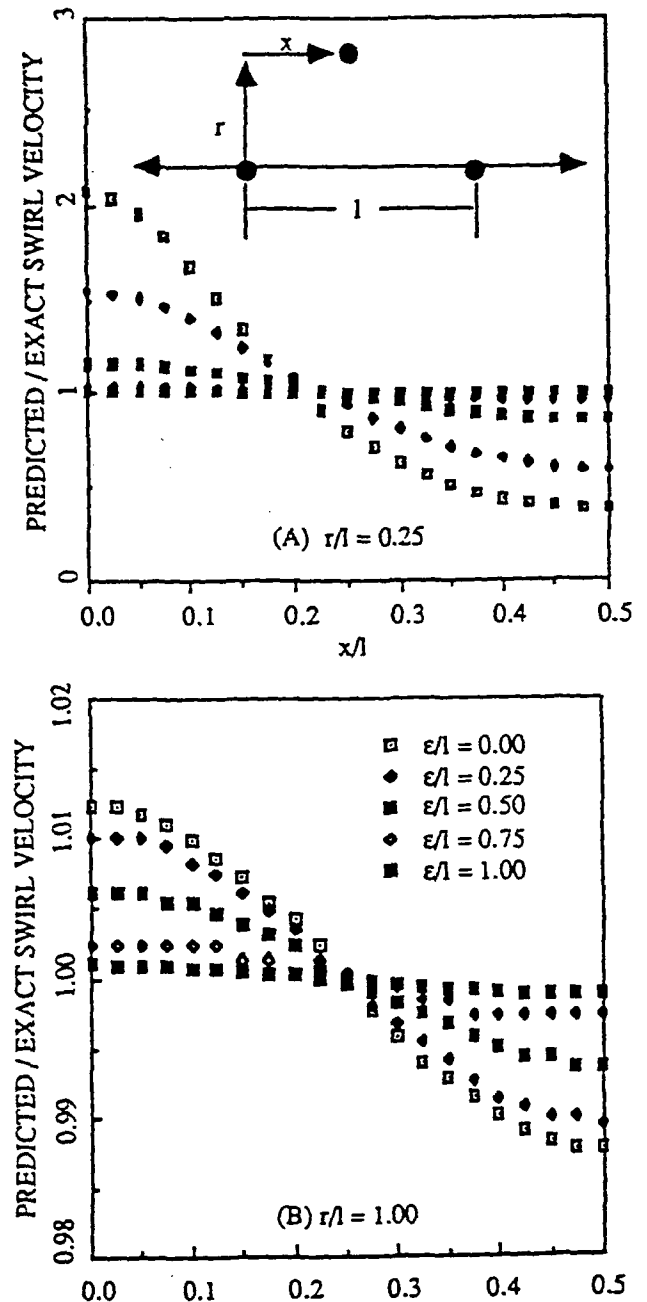 PREDICTED / EXACT SWIRL VELOCITY
3
2
1
0
x
r
l
(A) r/l = 0.25
0.0 0.1 0.2 0.3 0.4 0.5
x/l
PREDICTED / EXACT SWIRL VELOCITY
1.02
1.01
1.00
0.99
0.98
ε/l = 0.00
ε/l = 0.25
ε/l = 0.50
ε/l = 0.75
ε/l = 1.00
(B) r/l = 1.00
0.0 0.1 0.2 0.3 0.4 0.5